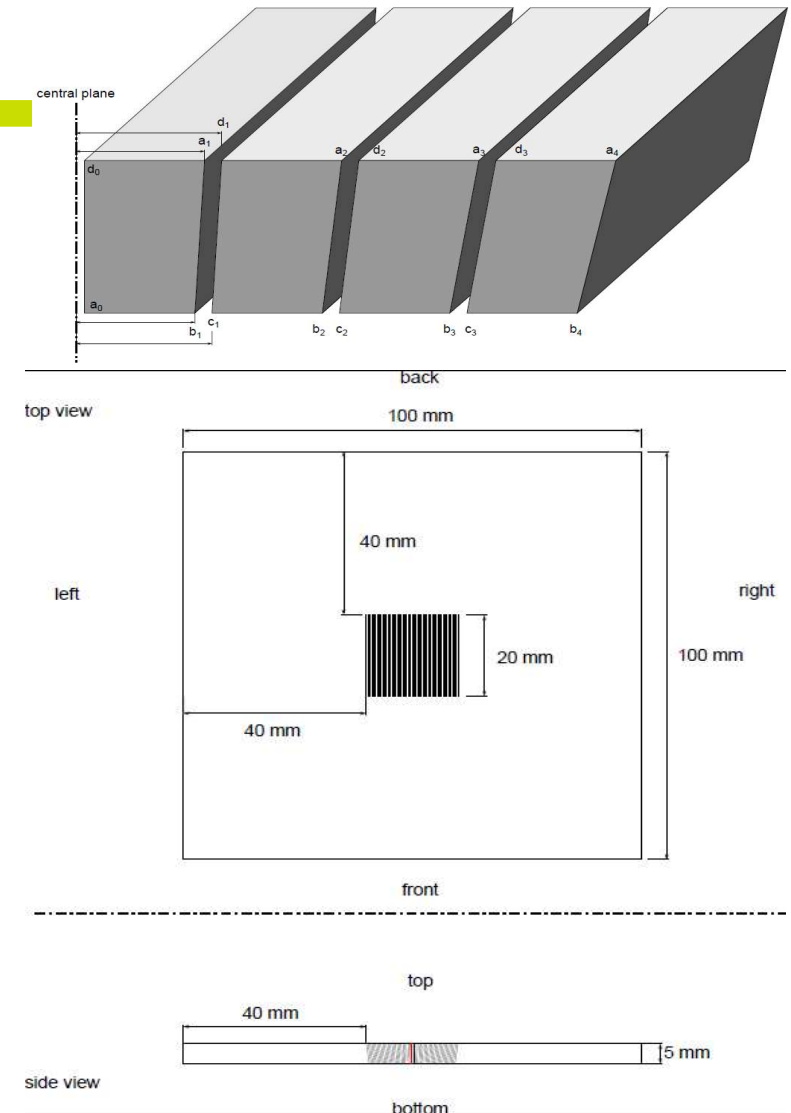 central plane
d1
a1
a2 d2 a3 d3 a4
d0
a0
b1 c1 b2 c2 b3 c3 b4
back
top view
100 mm
40 mm
left
right
20 mm
100 mm
40 mm
front
top
40 mm
5 mm
side view
bottom